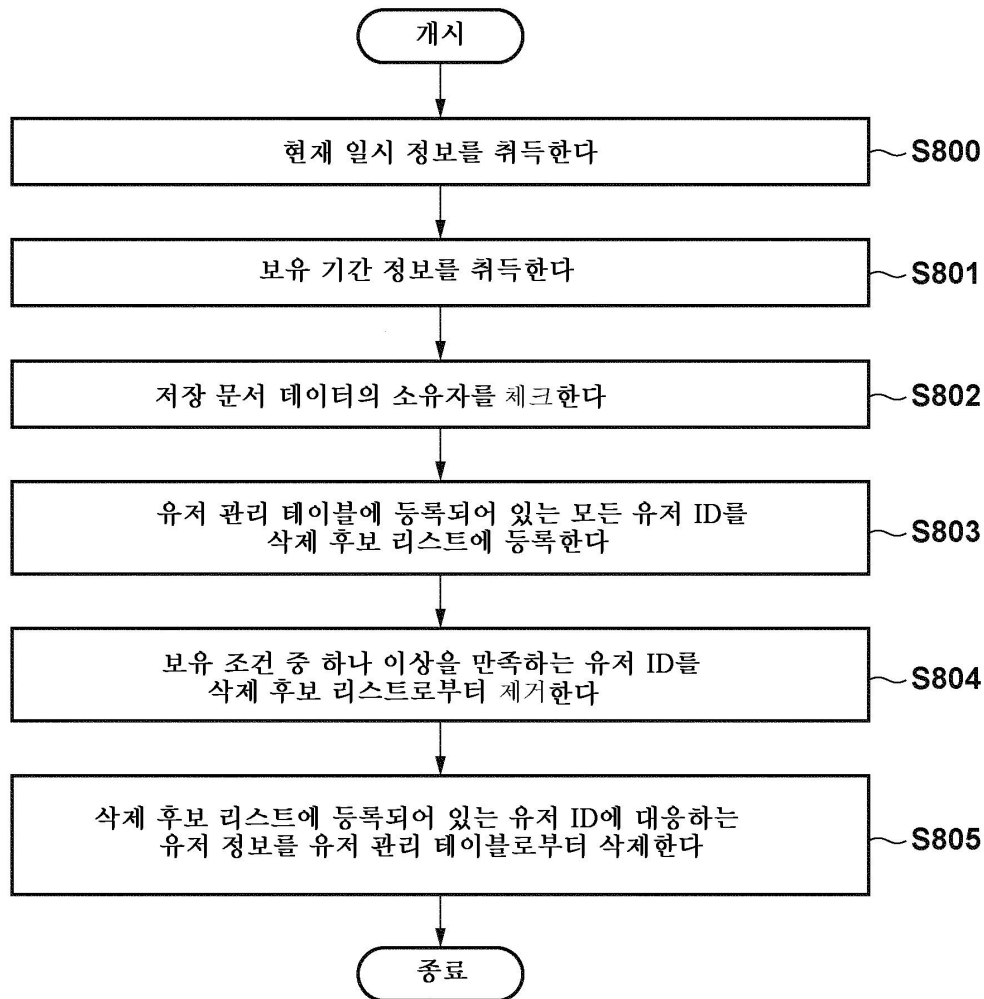 개시
현재 일시 정보를 취득한다
S800
보유 기간 정보를 취득한다
S801
저장 문서 데이터의 소유자를 체크한다
S802
유저 관리 테이블에 등록되어 있는 모든 유저 ID를
삭제 후보 리스트에 등록한다
S803
보유 조건 중 하나 이상을 만족하는 유저 ID를
삭제 후보 리스트로부터 제거한다
S804
삭제 후보 리스트에 등록되어 있는 유저 ID에 대응하는
유저 정보를 유저 관리 테이블로부터 삭제한다
S805
종료